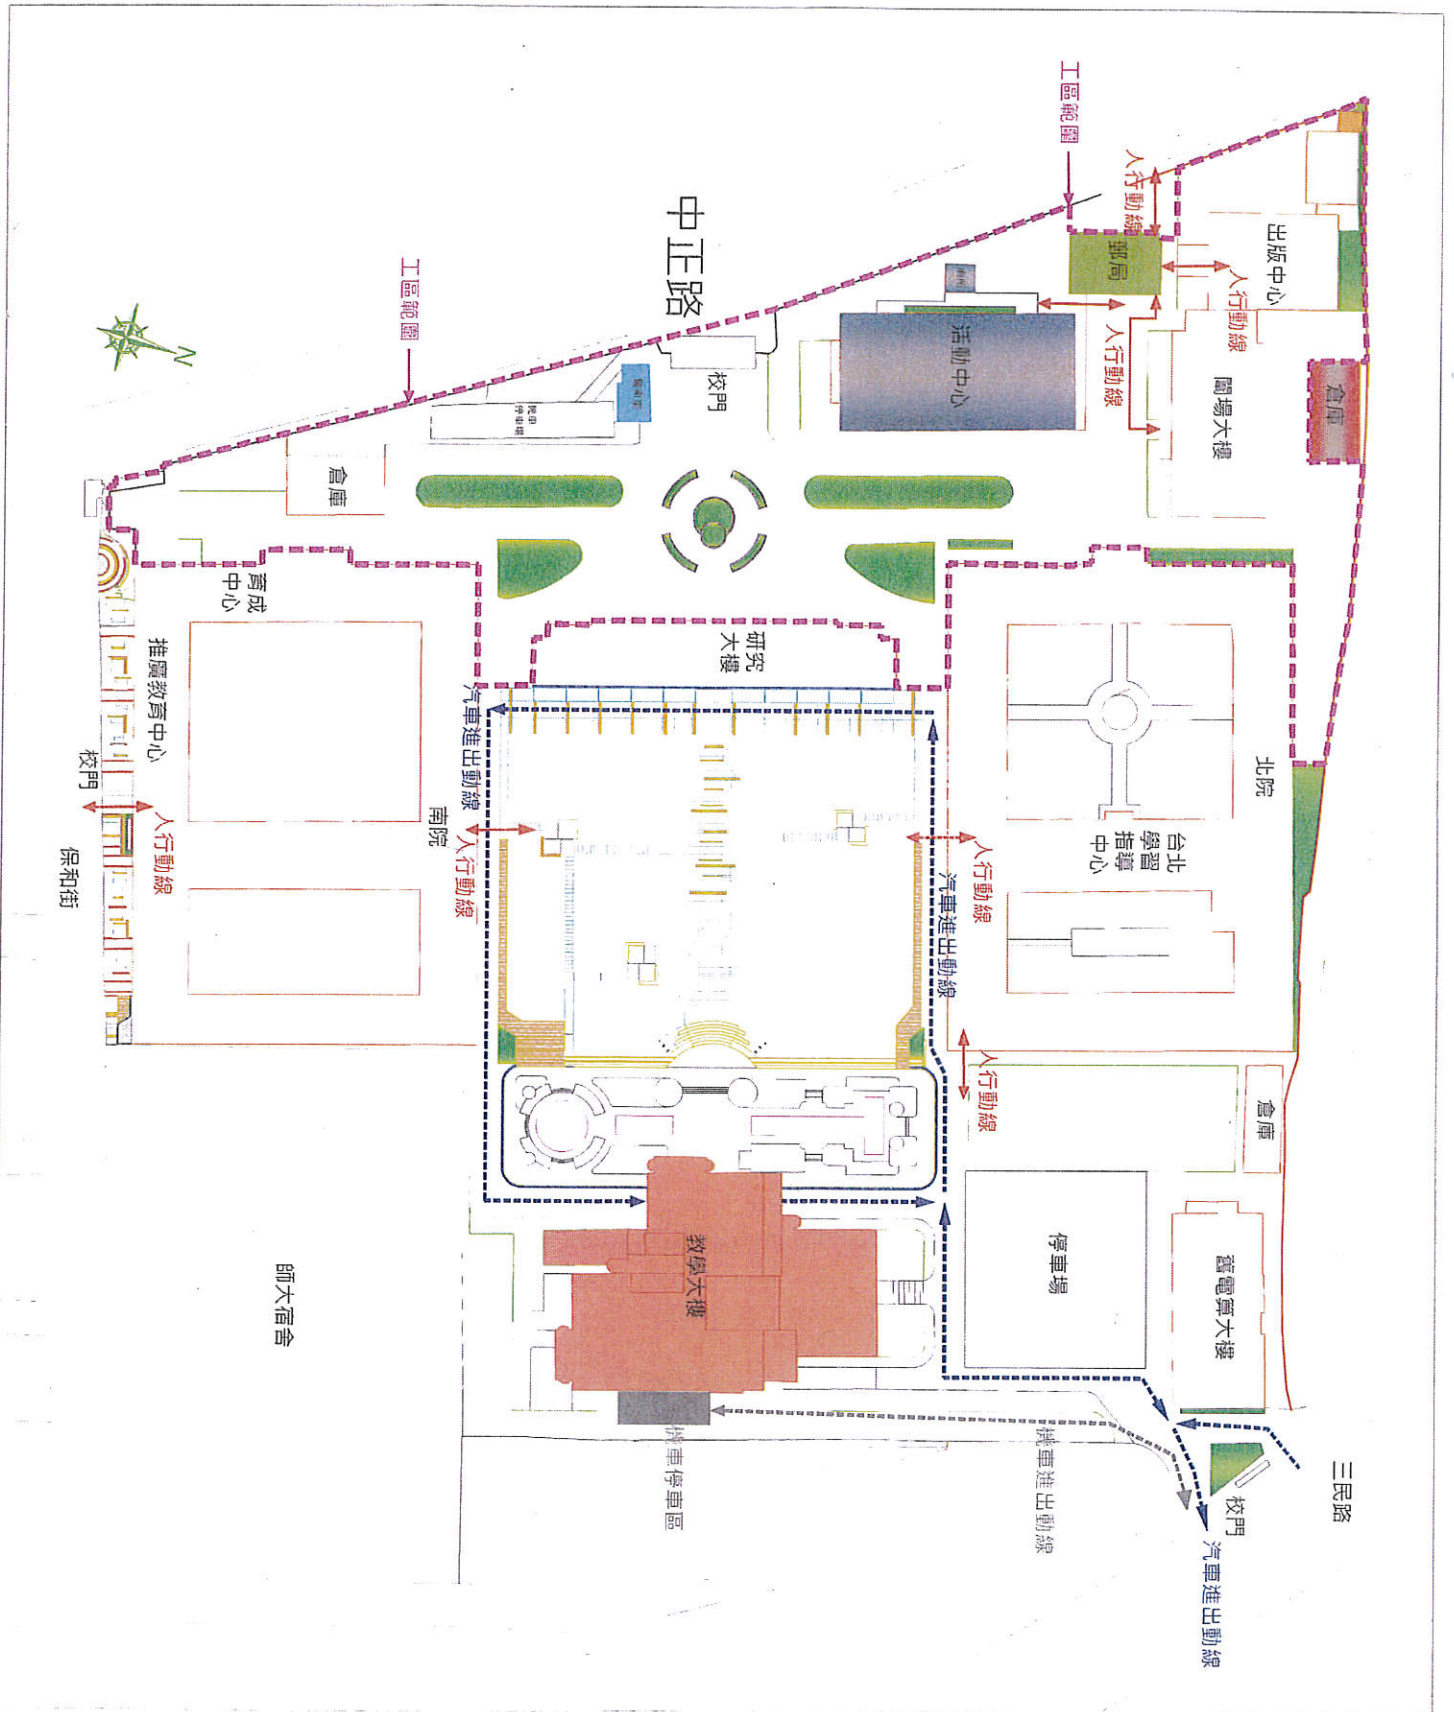 工區範圍
人行動線
中正路
郵局
出版中心
人行動線
工區範圍
N
校門
活動中心
人行動線
闈場大樓
倉庫
停車場
倉庫
育成
中心
研究
大樓
推廣教育中心
汽車進出動線
北院
校門
人行動線
南院
人行動線
人行動線
台北
學習
指導
中心
保和街
汽車進出動線
人行動線
倉庫
師大宿舍
教學大樓
停車場
舊電算大樓
機車停車區
機車進出動線
校門
三民路
汽車進出動線